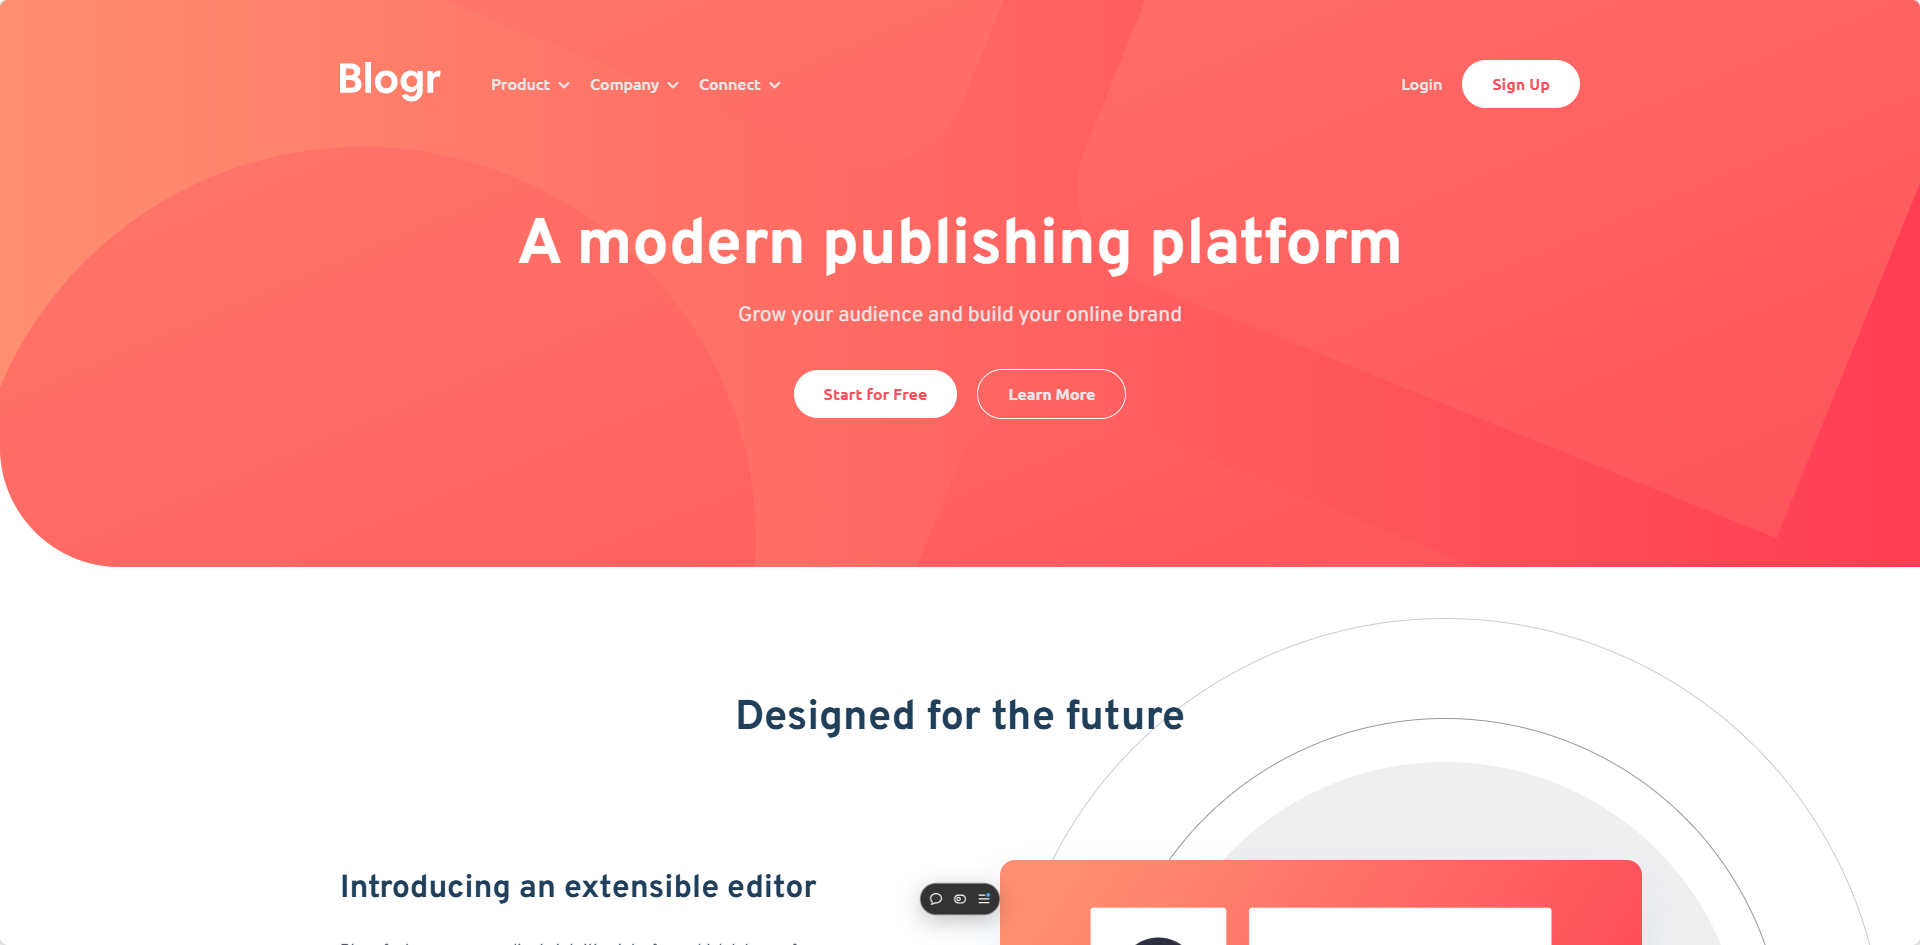 Blogr
Product Company Connect
Login Sign Up
A modern publishing platform
Grow your audience and build your online brand
Start for Free Learn More
Designed for the future
Introducing an extensible editor